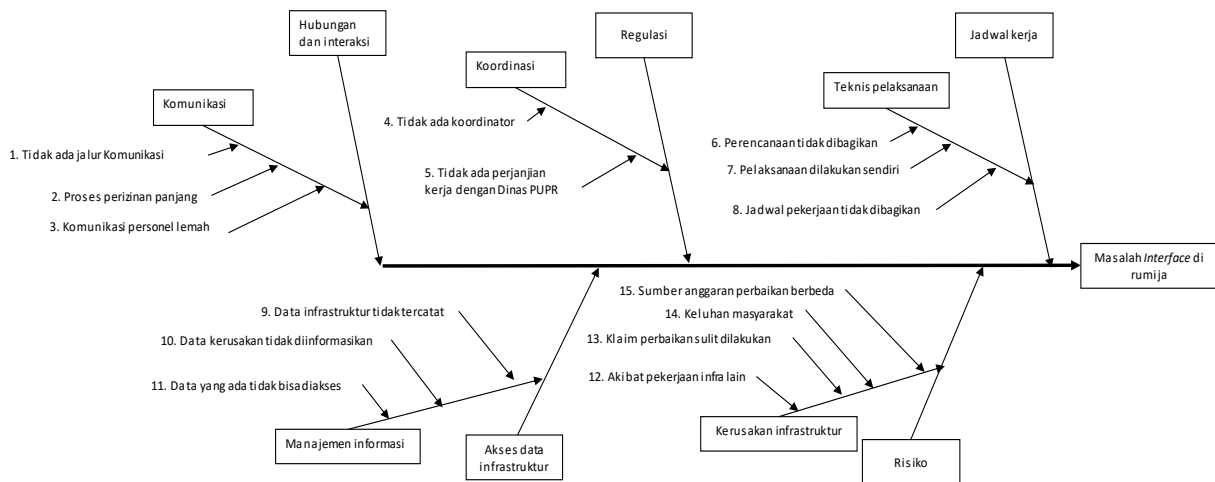 Hubungan
dan interaksi
Regulasi
Jadwal kerja
Koordinasi
Teknis pelaksanaan
Komunikasi
4. Tidak ada koordinator
6. Perencanaan tidak dibagikan
1. Tidak ada jalur Komunikasi
7. Pelaksanaan dilakukan sendiri
5. Tidak ada perjanjian
kerja dengan Dinas PUPR
2. Proses perizinan panjang
8. Jadwal pekerjaan tidak dibagikan
3. Komunikasi personel lemah
Masalah Interface di
rumija
15. Sumber anggaran perbaikan berbeda
9. Data infrastruktur tidak tercatat
14. Keluhan masyarakat
10. Data kerusakan tidak diinformasikan
13. Klaim perbaikan sulit dilakukan
11. Data yang ada tidak bisa diakses
12. Akibat pekerjaan infra lain
Manajemen informasi
Akses data
infrastruktur
Kerusakan infrastruktur
Risiko